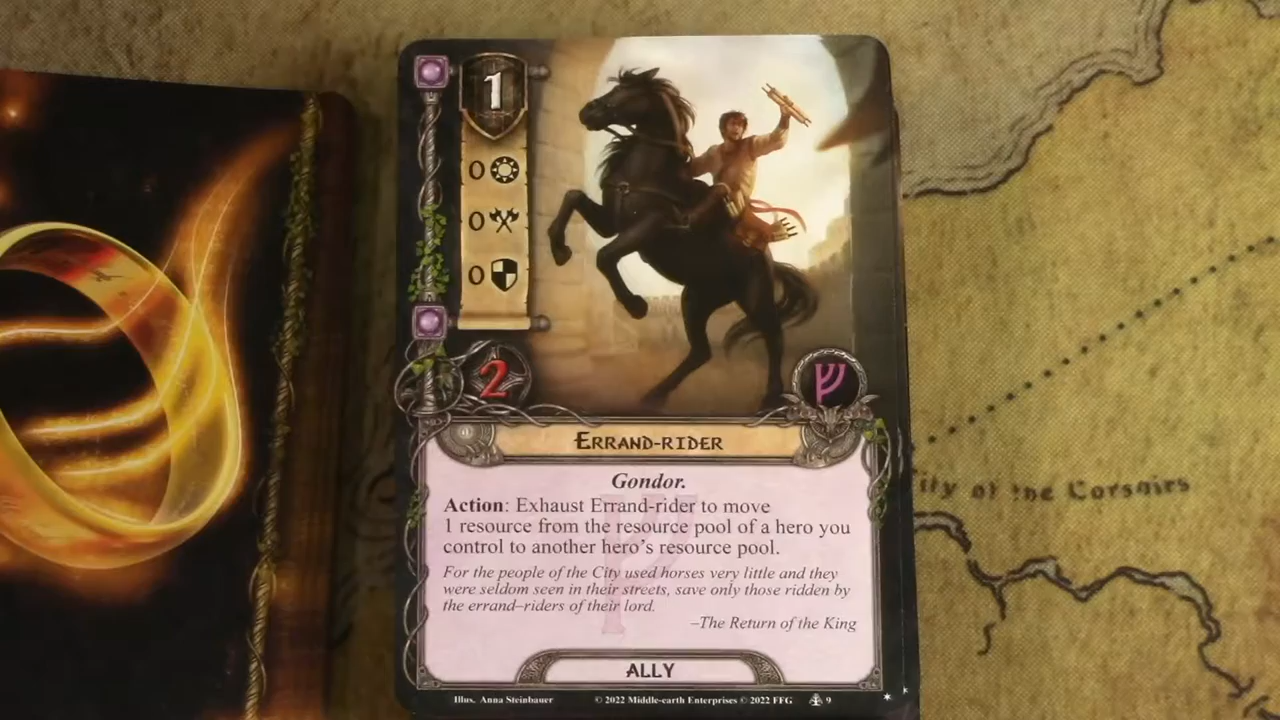 1
0
0
0
2
ERRAND-RIDER
Gondor.
Action: Exhaust Errand-rider to move
1 resource from the resource pool of a hero you
control to another hero's resource pool.
For the people of the City used horses very little and they
were seldom seen in their streets, save only those ridden by
the errand–riders of their lord.
–The Return of the King
ALLY
Illus. Anna Steinbauer © 2022 Middle-earth Enterprises © 2022 FFG 9
ity of the Corsairs